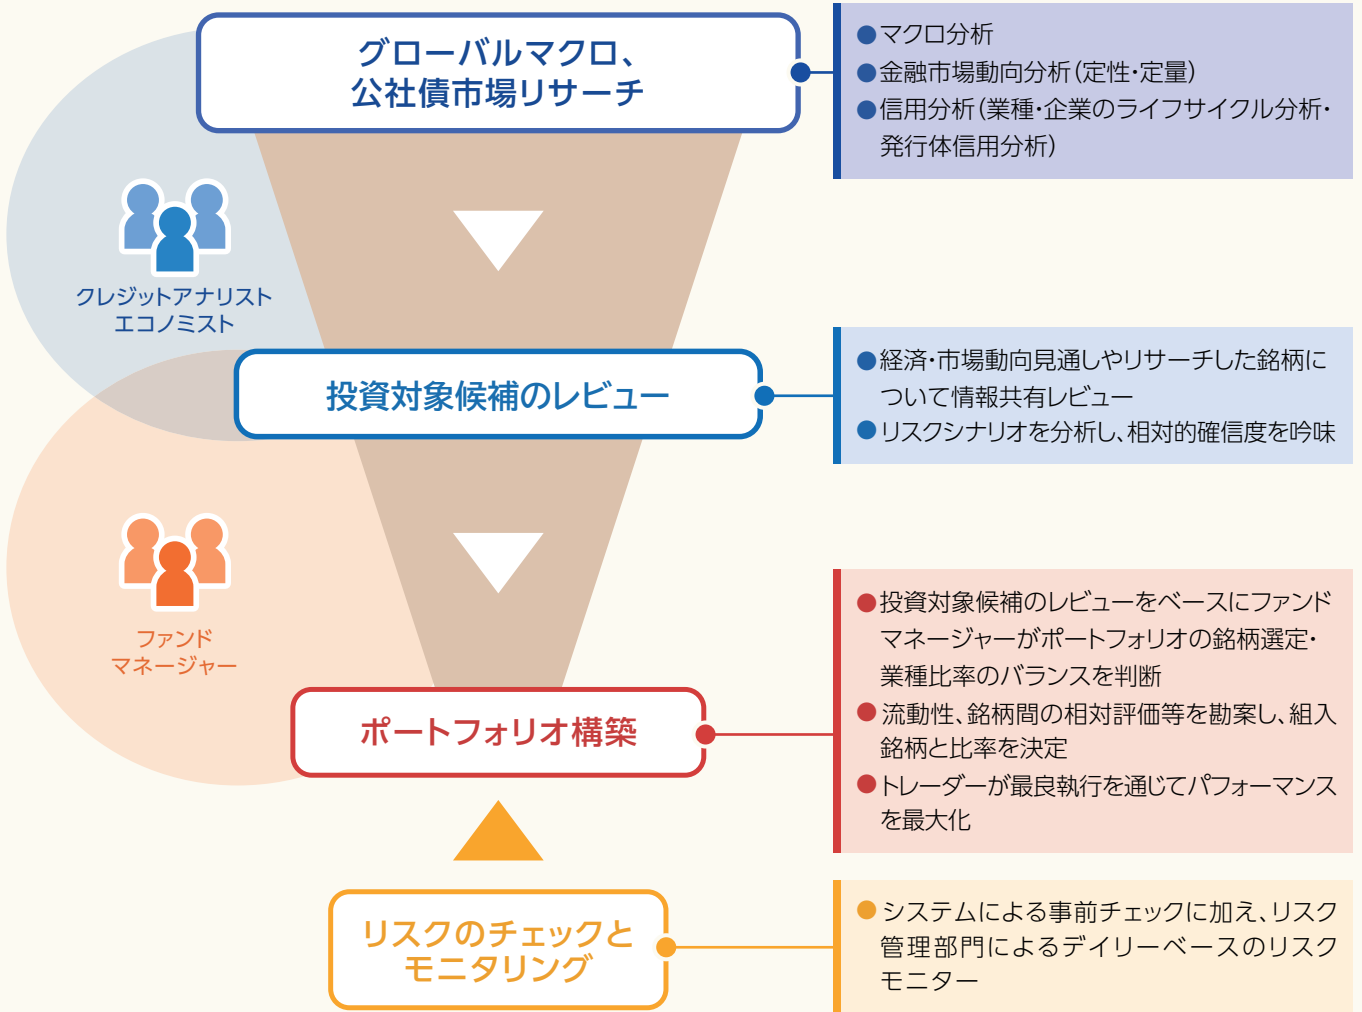 グローバルマクロ、
公社債市場リサーチ
●マクロ分析
●金融市場動向分析(定性・定量)
●信用分析(業種・企業のライフサイクル分析・
発行体信用分析)
クレジットアナリスト
エコノミスト
投資対象候補のレビュー
●経済・市場動向見通しやリサーチした銘柄に
ついて情報共有レビュー
●リスクシナリオを分析し、相対的確信度を吟味
ファンド
マネージャー
ポートフォリオ構築
●投資対象候補のレビューをベースにファンド
マネージャーがポートフォリオの銘柄選定・
業種比率のバランスを判断
●流動性、銘柄間の相対評価等を勘案し、組入
銘柄と比率を決定
●トレーダーが最良執行を通じてパフォーマンス
を最大化
リスクのチェックと
モニタリング
●システムによる事前チェックに加え、リスク
管理部門によるデイリーベースのリスク
モニター